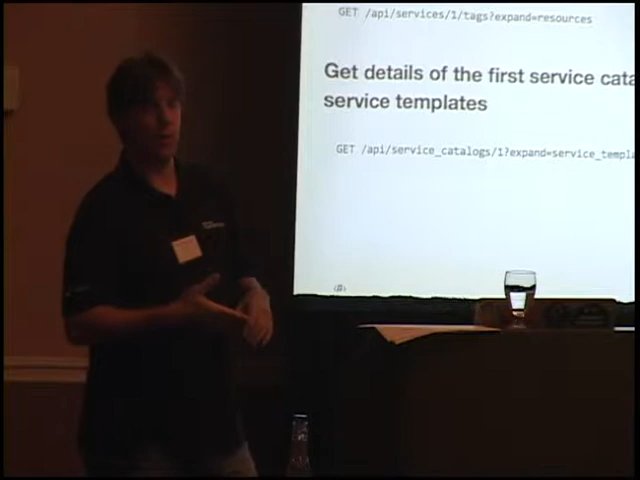 GET /api/services/1/tags?expand=resources
Get details of the first service cata
service templates
GET /api/service_catalogs/1?expand=service_templa